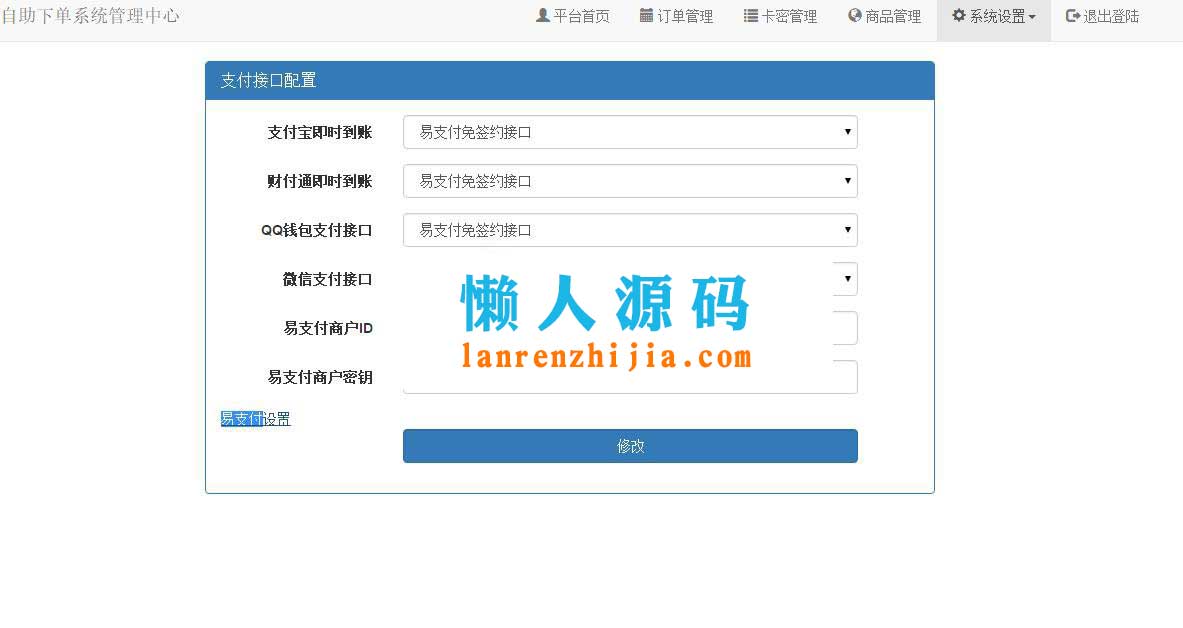 自助下单系统管理中心
平台首页 订单管理 卡密管理 商品管理 系统设置 退出登陆
支付接口配置
支付宝即时到账 易支付免签约接口
财付通即时到账 易支付免签约接口
QQ钱包支付接口 易支付免签约接口
微信支付接口
懒人源码
易支付商户ID
lanrenzhijia.com
易支付商户密钥
易支付设置
修改